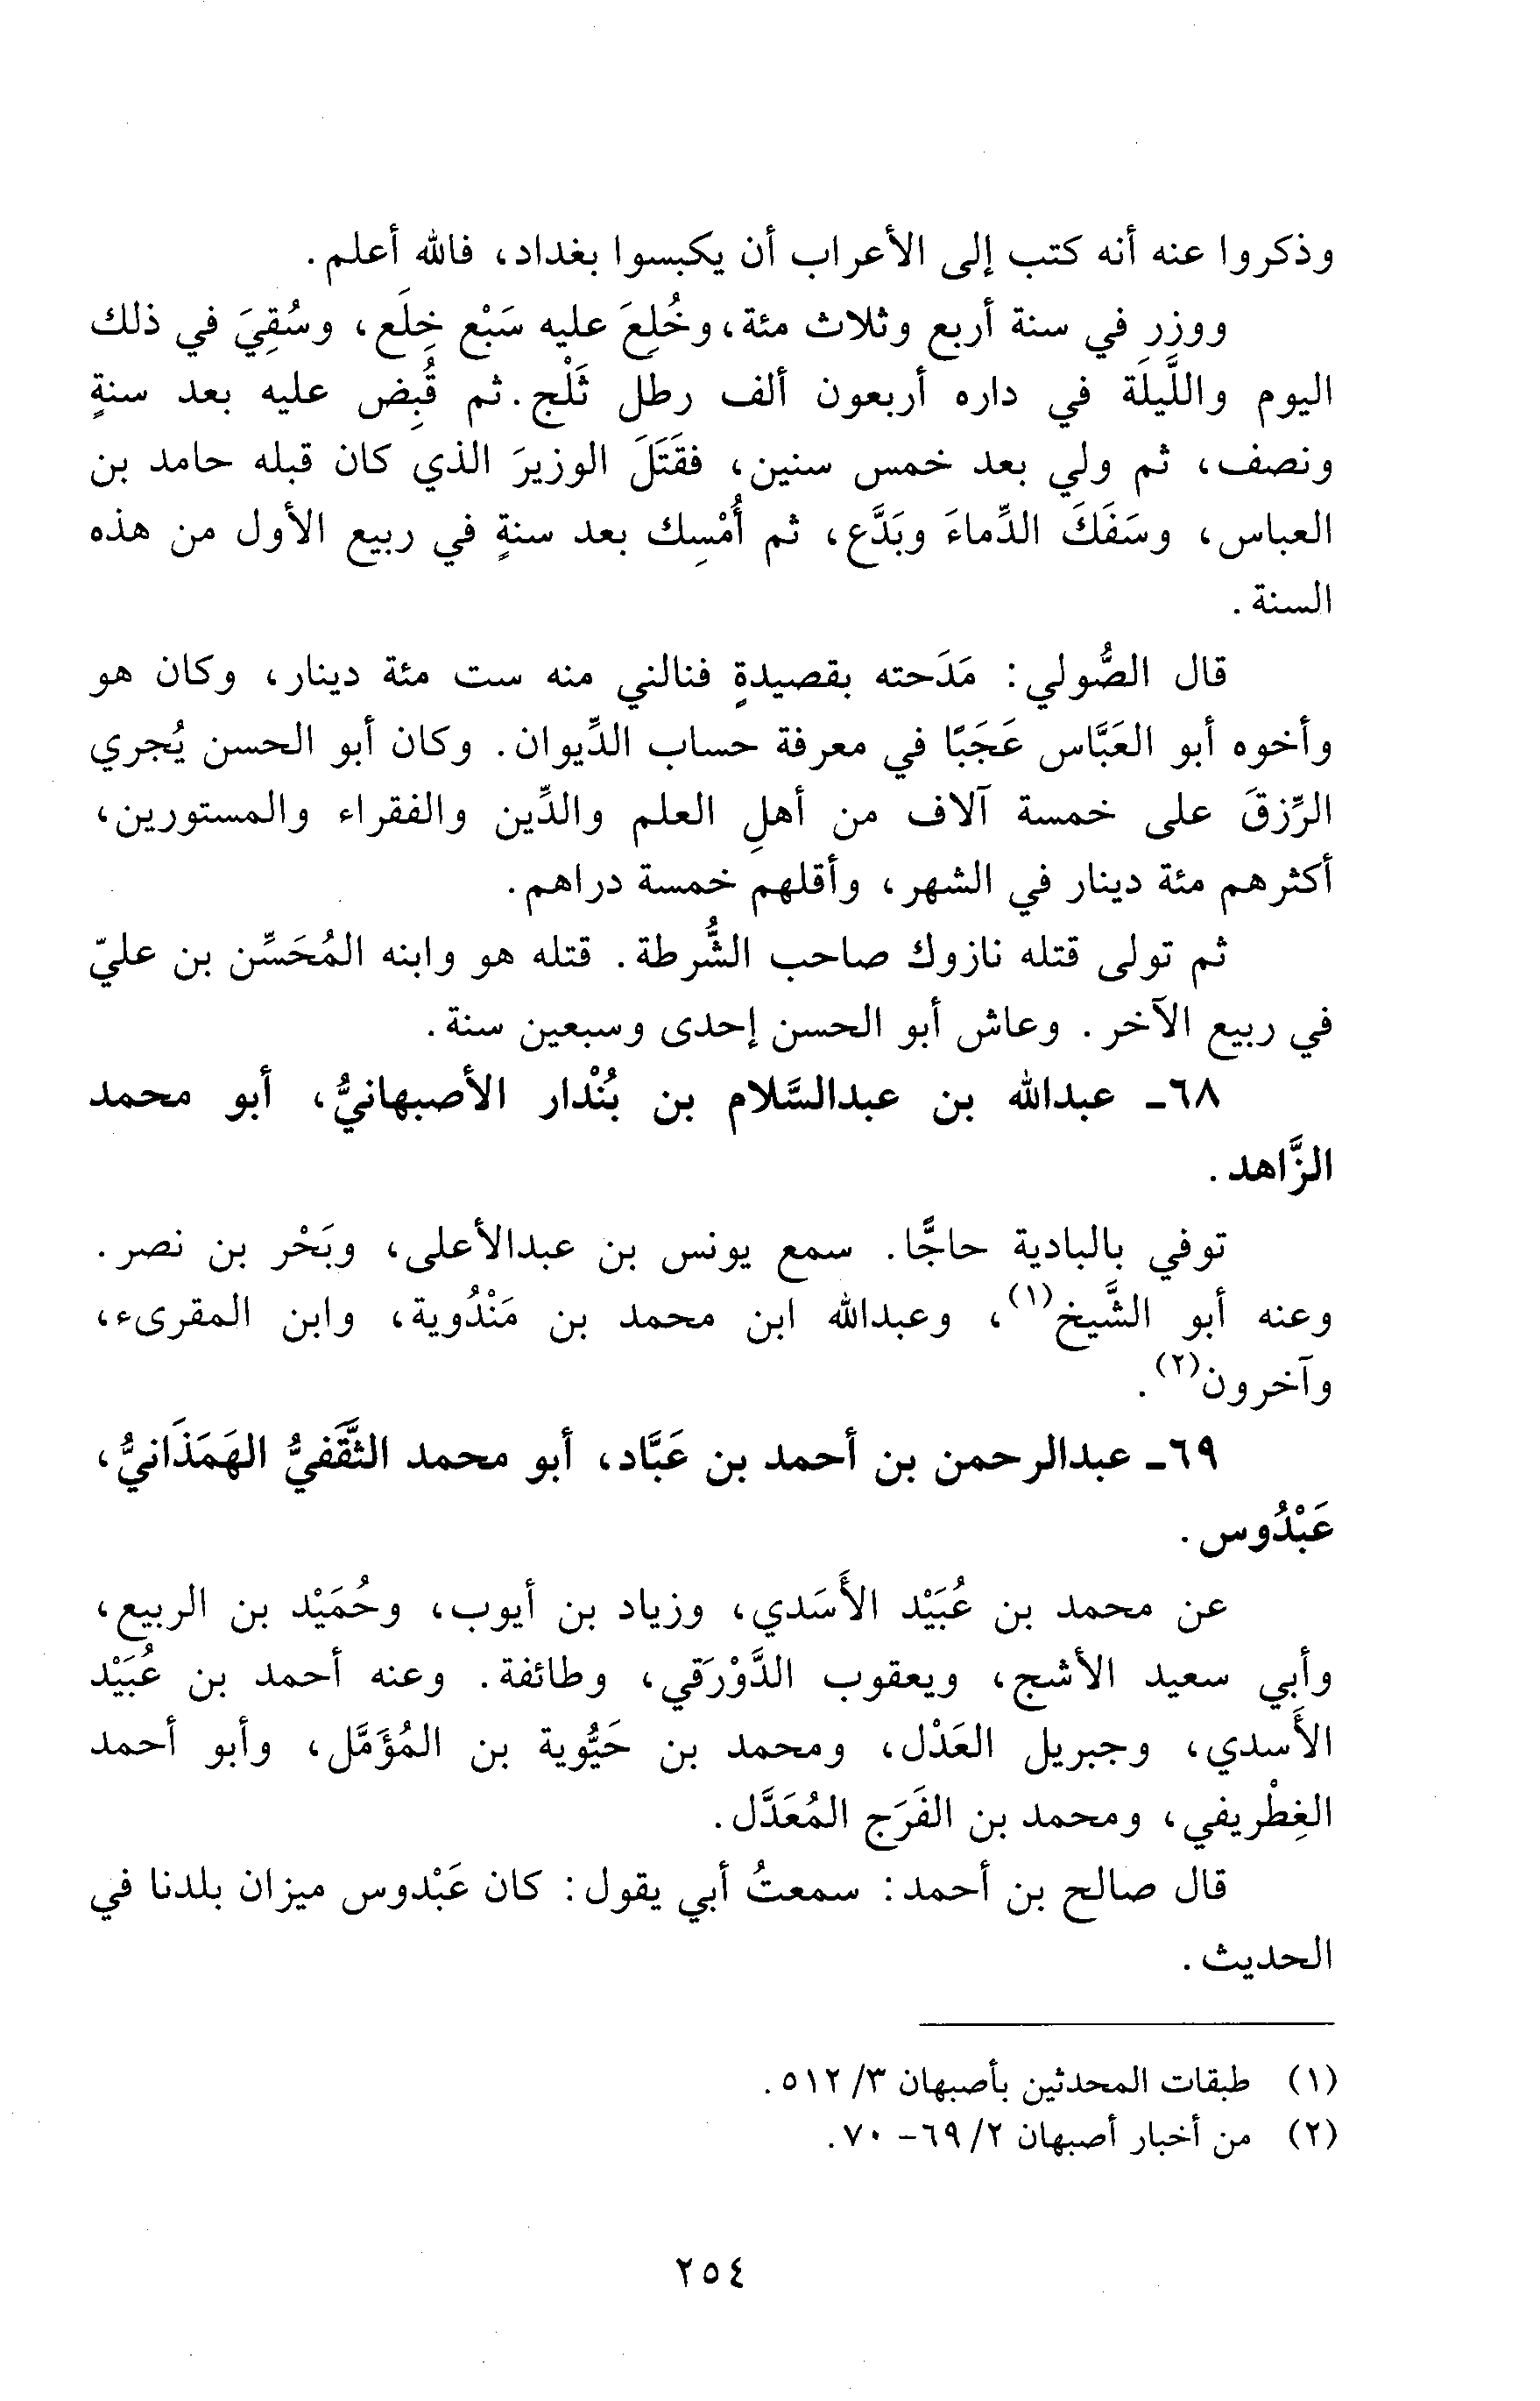 وذكروا عنه أنه كتب إلى الأعراب أن يكبسوا بغداد، فالله أعلم.
ووزر في سنة أربع وثلاث مئة، وخُلِعَ عليه سَبْع خِلَع، وسُقِيَ في ذلك
اليوم واللَّيلَة في داره أربعون ألف رطل ثَلْج. ثم قُبِض عليه بعد سنةٍ
ونصف، ثم ولي بعد خمس سنين، فقَتَلَ الوزيرَ الذي كان قبله حامد بن
العباس، وسَفَكَ الدِّماءَ وبَدَّع، ثم أُمْسِك بعد سنةٍ في ربيع الأول من هذه
السنة.
قال الصُّولي: مَدَحته بقصيدةٍ فنالني منه ست مئة دينار، وكان هو
وأخوه أبو العَبَّاس عَجَبًا في معرفة حساب الدِّيوان. وكان أبو الحسن يُجري
الرِّزقَ على خمسة آلاف من أهلِ العلم والدِّين والفقراء والمستورين،
أكثرهم مئة دينار في الشهر، وأقلهم خمسة دراهم.
ثم تولى قتله نازوك صاحب الشُّرطة. قتله هو وابنه المُحَسِّن بن عليّ
في ربيع الآخر. وعاش أبو الحسن إحدى وسبعين سنة.
٦٨- عبدالله بن عبدالسَّلام بن بُنْدار الأصبهانيُّ، أبو محمد
الزَّاهد.
توفي بالبادية حاجًّا. سمع يونس بن عبدالأعلى، وبَحْر بن نصر.
وعنه أبو الشَّيخ(١)، وعبدالله ابن محمد بن مَنْدُوية، وابن المقرىء،
وآخرون(٢).
٦٩- عبدالرحمن بن أحمد بن عَبَّاد، أبو محمد الثَّقَفيُّ الهَمَذَانيُّ،
عَبْدُوس.
عن محمد بن عُبَيْد الأَسَدي، وزياد بن أيوب، وحُمَيْد بن الربيع،
وأبي سعيد الأشج، ويعقوب الدَّوْرَقي، وطائفة. وعنه أحمد بن عُبَيْد
الأَسدي، وجبريل العَدْل، ومحمد بن حَيُّوية بن المُؤَمَّل، وأبو أحمد
الغِطْريفي، ومحمد بن الفَرَج المُعَدَّل.
قال صالح بن أحمد: سمعتُ أبي يقول: كان عَبْدوس ميزان بلدنا في
الحديث.
(١) طبقات المحدثين بأصبهان ٣/ ٥١٢.
(٢) من أخبار أصبهان ٢/ ٦٩- ٧٠.
٢٥٤